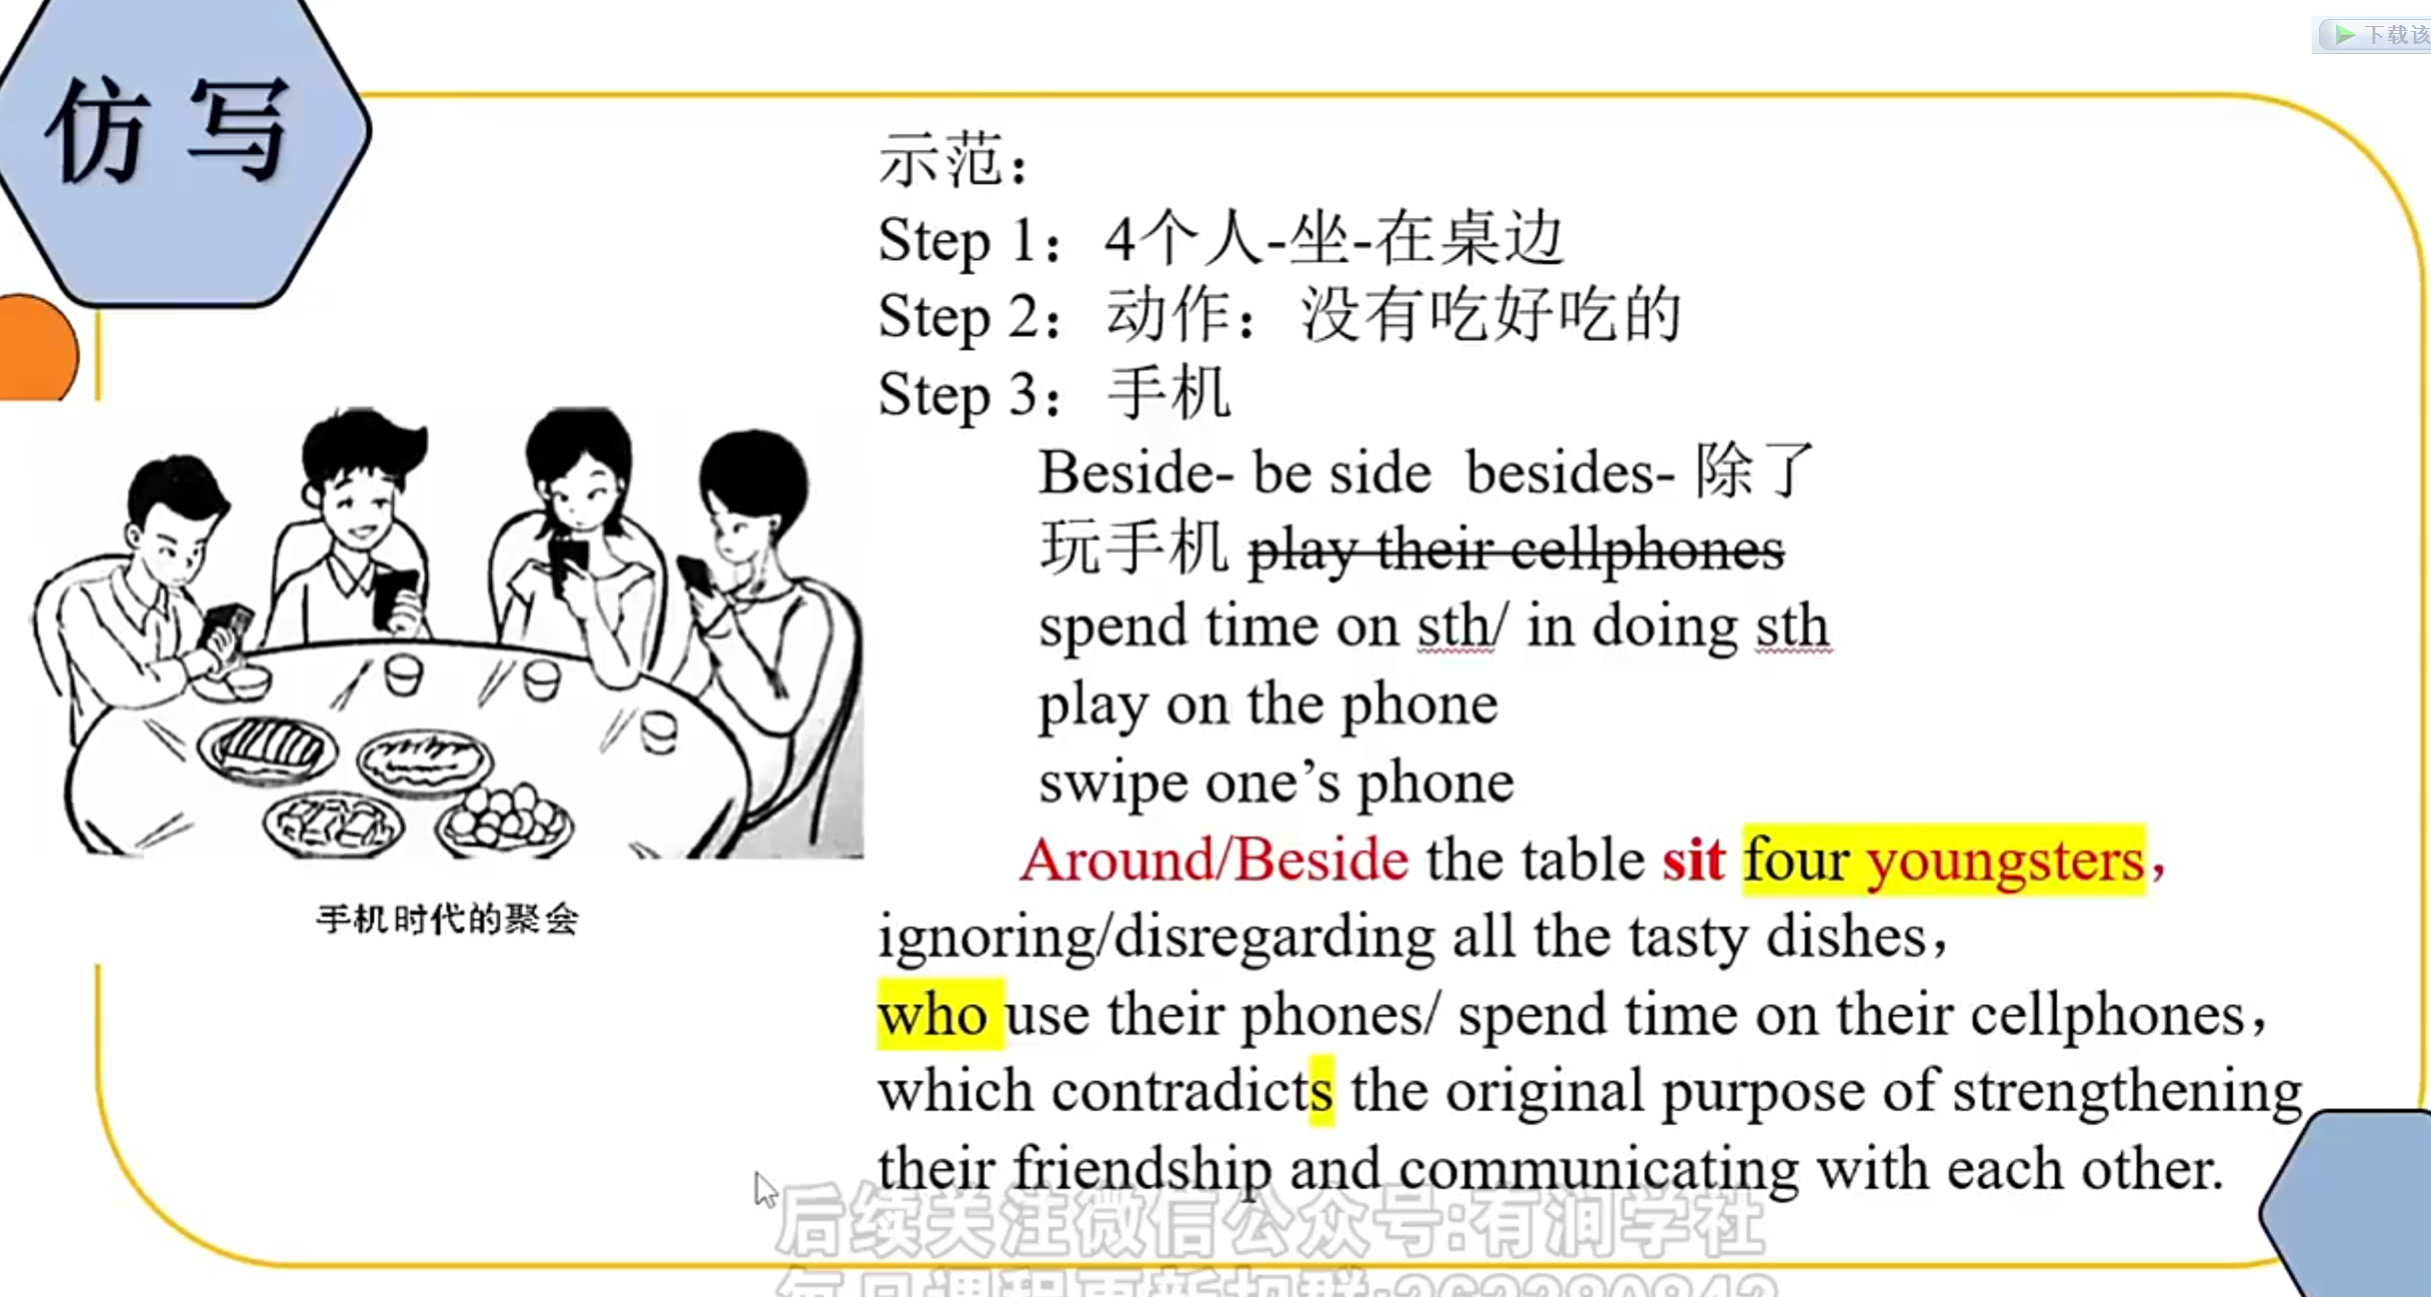 下载该
仿 写
示范：
Step 1：4个人-坐-在桌边
Step 2：动作：没有吃好吃的
Step 3：手机
Beside- be side besides- 除了
玩手机 play their cellphones
spend time on sth/ in doing sth
play on the phone
swipe one’s phone
Around/Beside the table sit four youngsters，
ignoring/disregarding all the tasty dishes，
who use their phones/ spend time on their cellphones，
which contradicts the original purpose of strengthening
their friendship and communicating with each other.
手机时代的聚会
后续关注微信公众号:有润学社